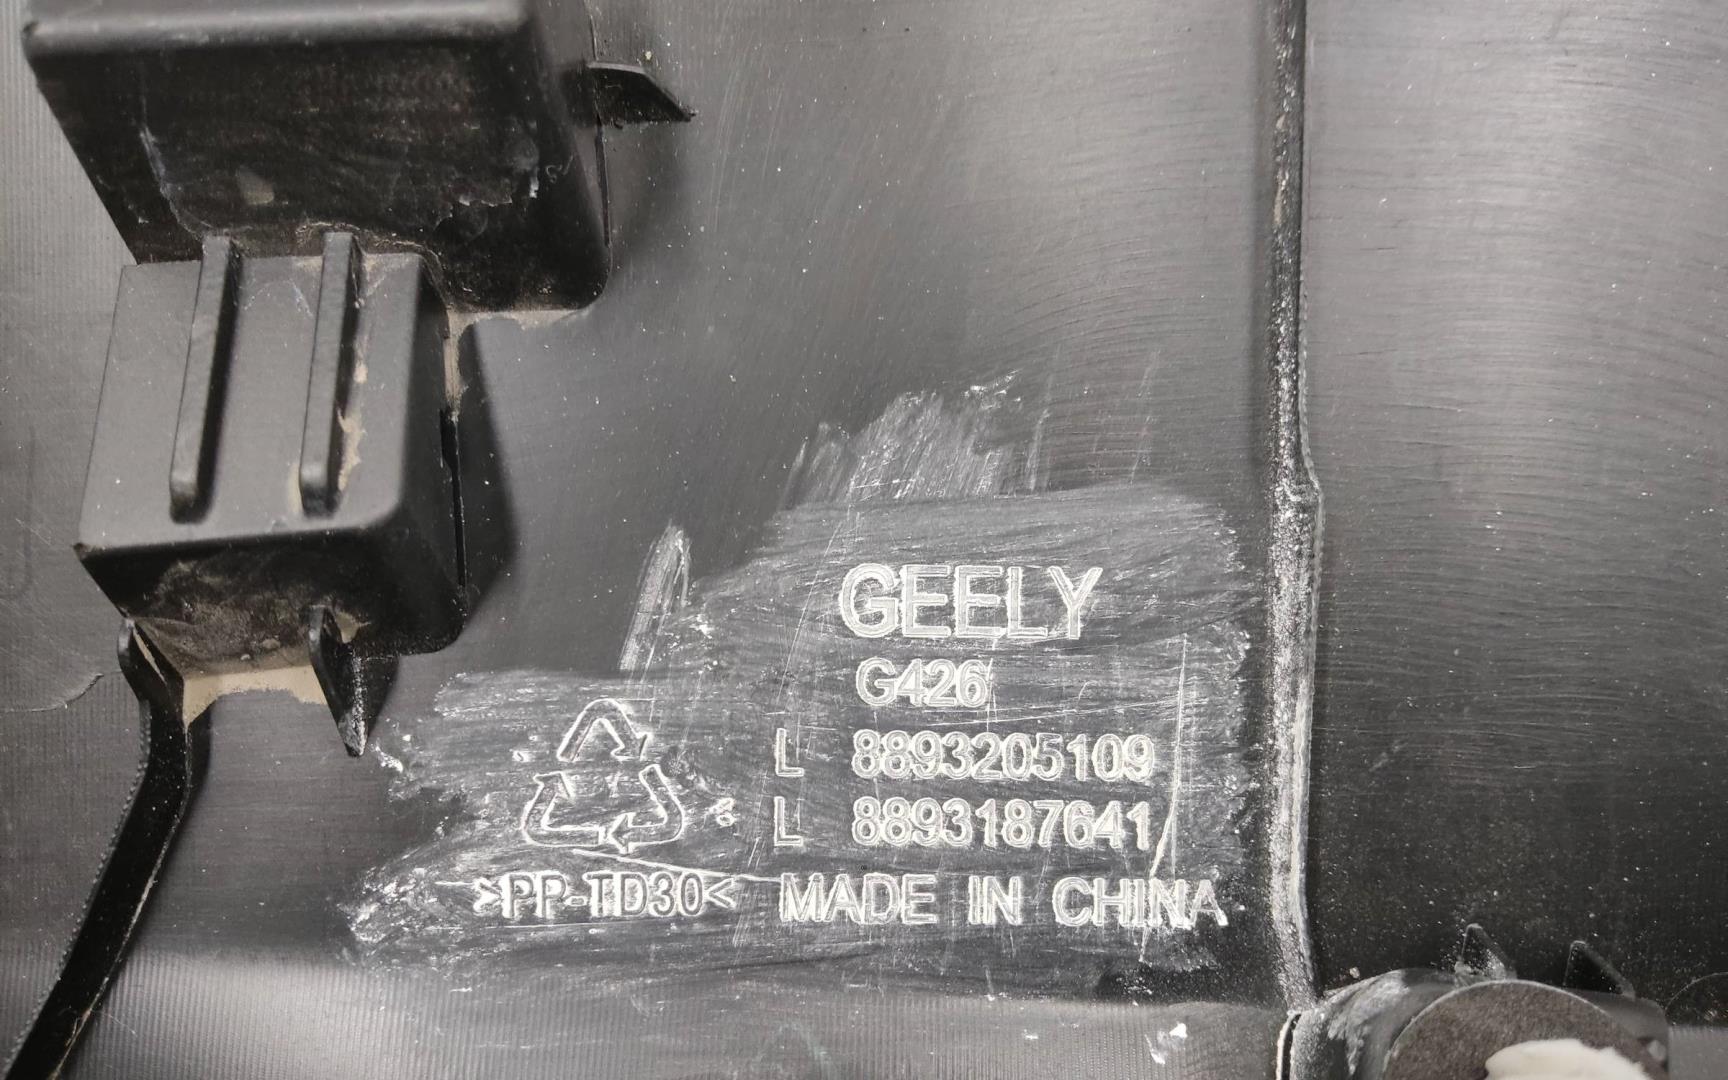 GEELY
G426
L 8893205109
L 8893187641
>PP-TD30< MADE IN CHINA